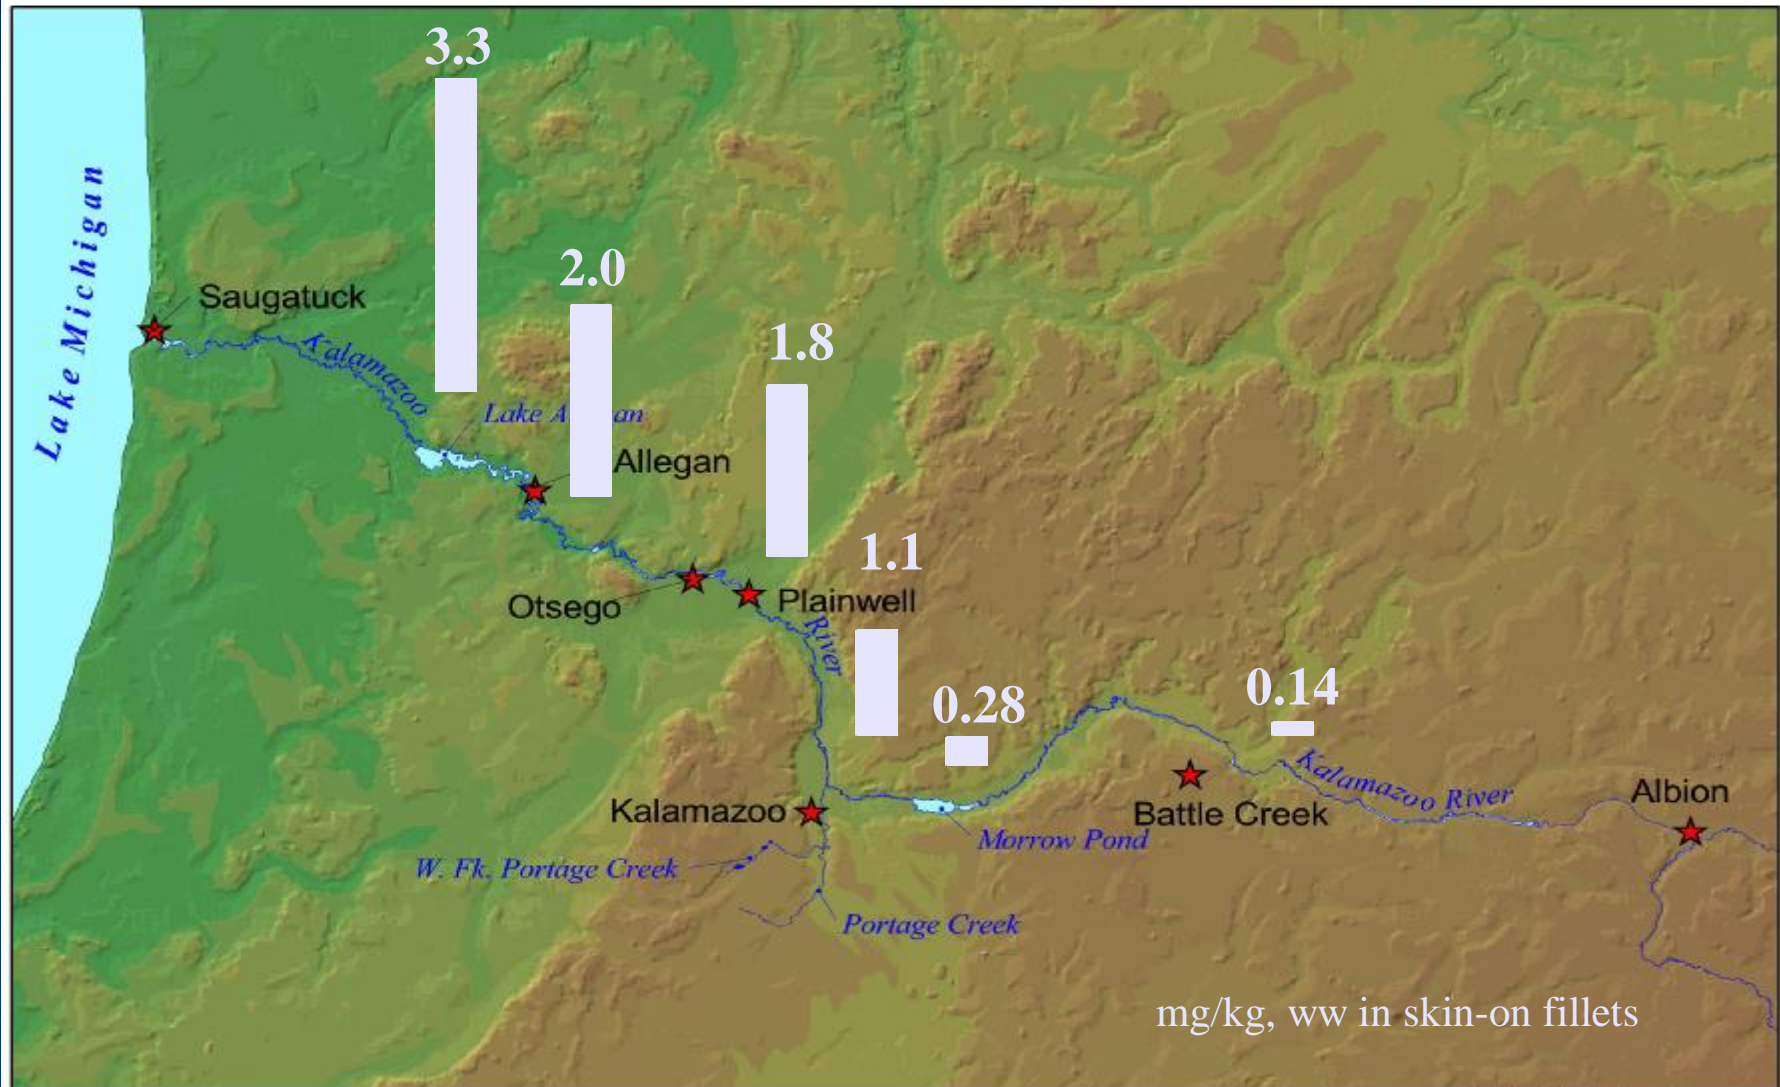 3.3
2.0
Saugatuck
1.8
Lake Michigan
Kalamazoo
Lake A  an
Allegan
1.1
Otsego
Plainwell
River
0.28
0.14
Kalamazoo River
Albion
Kalamazoo
Battle Creek
Morrow Pond
W. Fk. Portage Creek
Portage Creek
mg/kg, ww in skin-on fillets